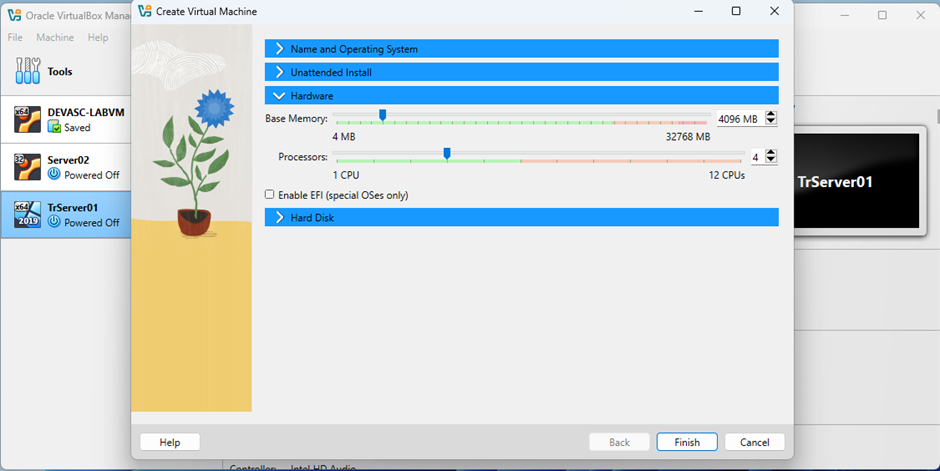 Oracle VirtualBox Mana
Create Virtual Machine
File Machine Help
Tools
x64
DEVASC-LABVM
Saved
32
Server02
Powered Off
x64
2019
TrServer01
Powered Off
Name and Operating System
Unattended Install
Hardware
Base Memory: 4096 MB
4 MB 32768 MB
Processors: 4
1 CPU 12 CPUs
Enable EFI (special OSes only)
Hard Disk
TrServer01
Help Back Finish Cancel
Controller: Intel HD Audio